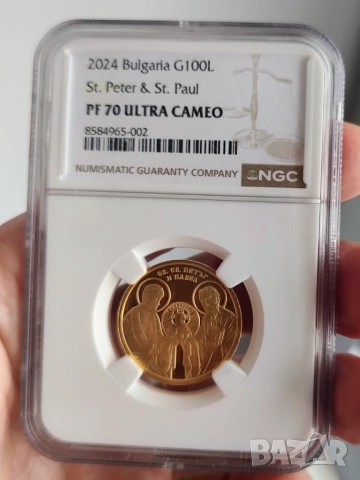 2024 Bulgaria G100L
St. Peter & St. Paul
PF 70 ULTRA CAMEO
8584965-002
NUMISMATIC GUARANTY COMPANY
NGC
СВ. СВ. ПЕТЪР
И ПАВЕЛ
BAZAR